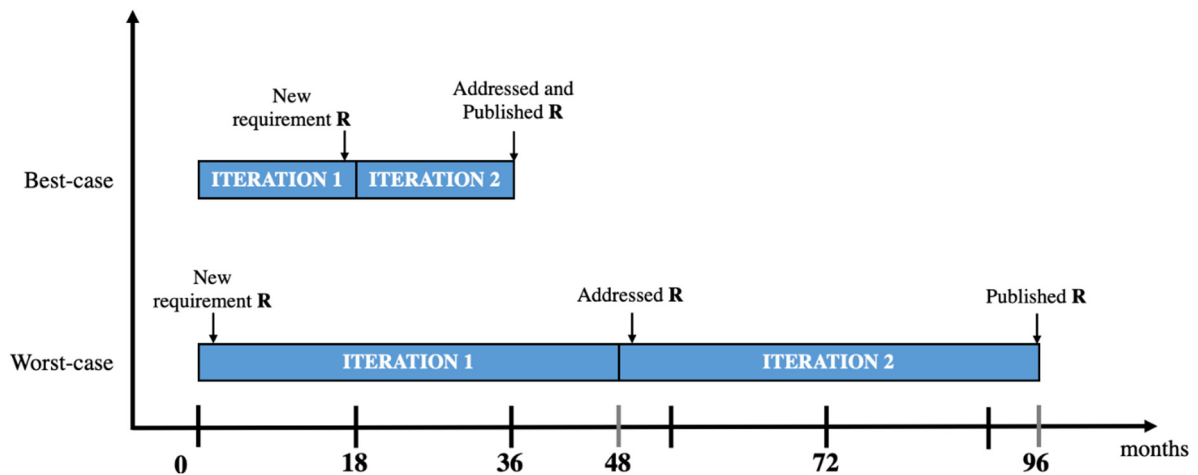 New
requirement R
Addressed and
Published R
Best-case
ITERATION 1
ITERATION 2
New
requirement R
Addressed R
Published R
Worst-case
ITERATION 1
ITERATION 2
0
18
36
48
72
96
months